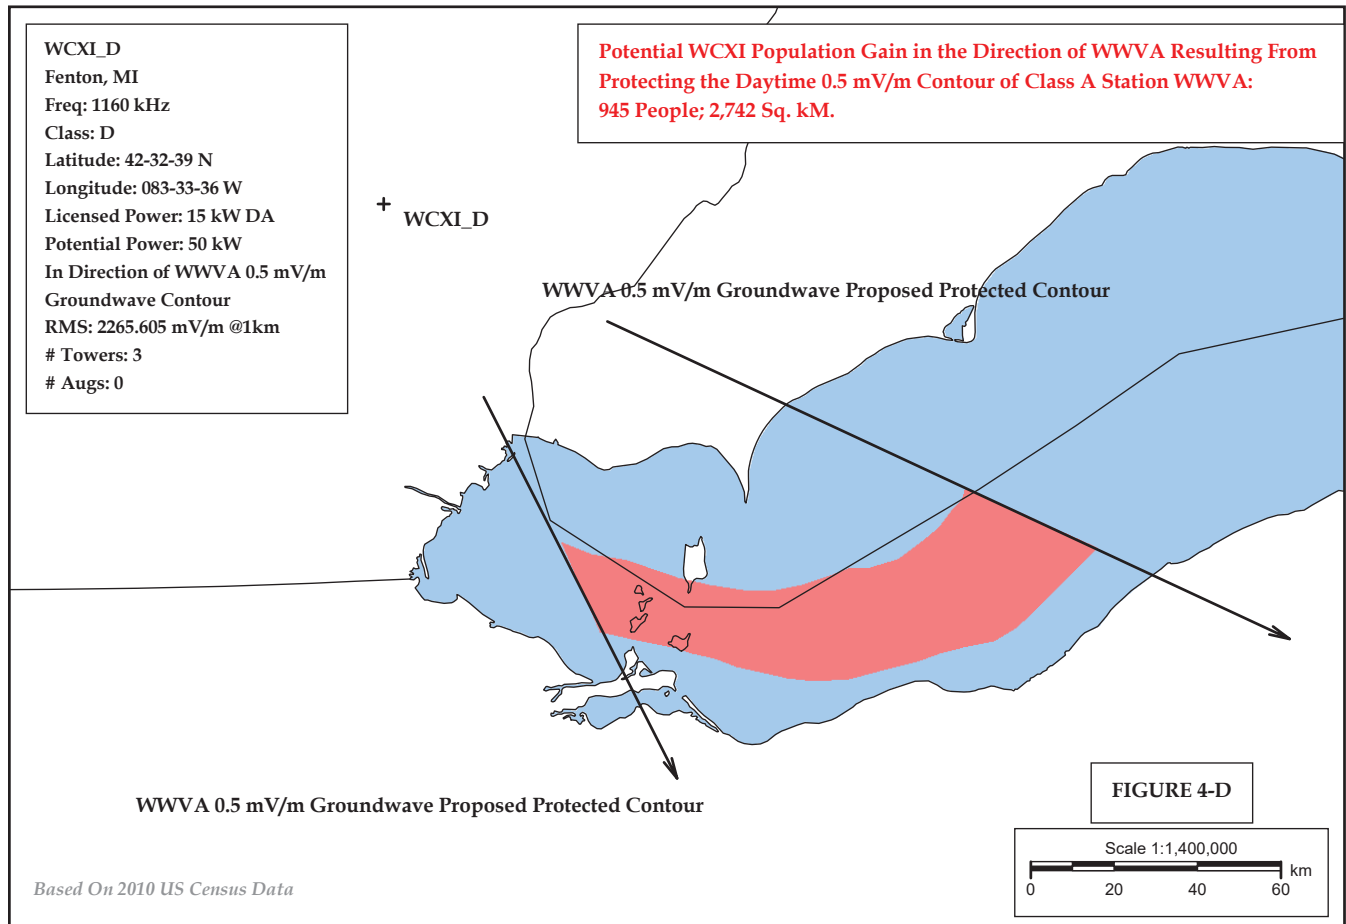 WCXI_D
Fenton, MI
Freq: 1160 kHz
Class: D
Latitude: 42-32-39 N
Longitude: 083-33-36 W
Licensed Power: 15 kW DA
Potential Power: 50 kW
In Direction of WWVA 0.5 mV/m
Groundwave Contour
RMS: 2265.605 mV/m @1km
# Towers: 3
# Augs: 0
Potential WCXI Population Gain in the Direction of WWVA Resulting From
Protecting the Daytime 0.5 mV/m Contour of Class A Station WWVA:
945 People; 2,742 Sq. kM.
WCXI_D
WWVA 0.5 mV/m Groundwave Proposed Protected Contour
WWVA 0.5 mV/m Groundwave Proposed Protected Contour
FIGURE 4-D
Scale 1:1,400,000
km
0 20 40 60
Based On 2010 US Census Data